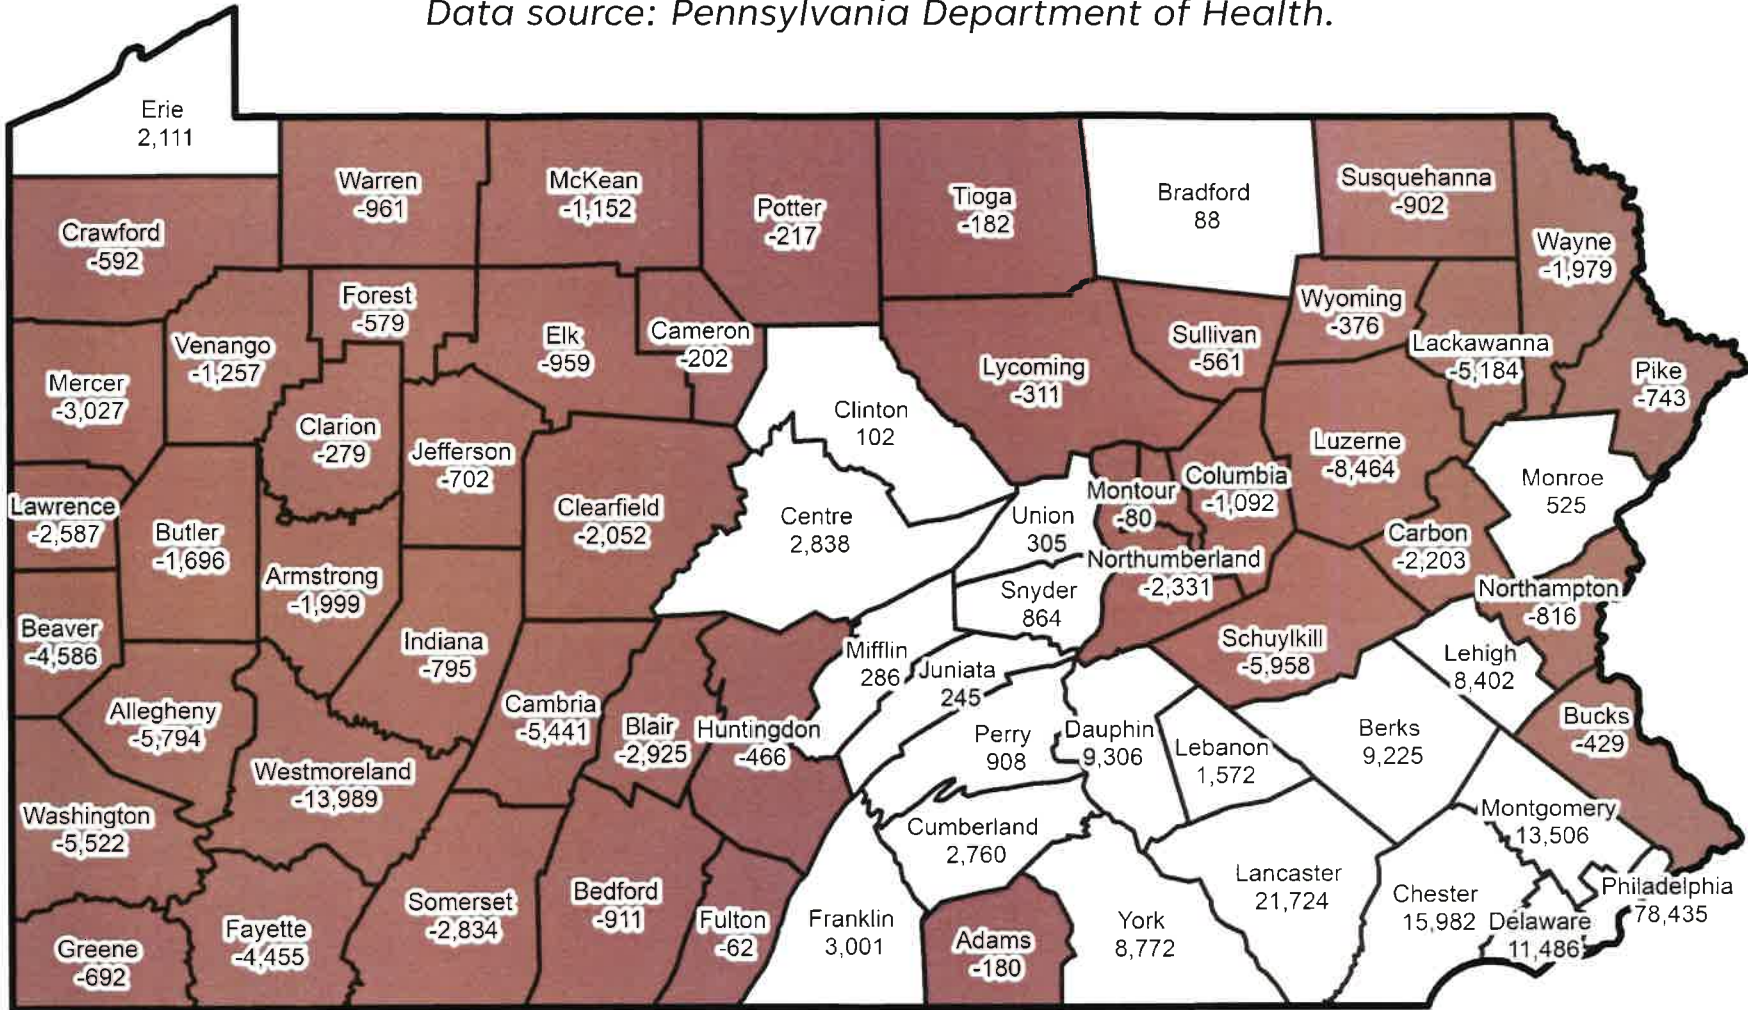 Data source: Pennsylvania Department of Health.
Erie
2,111
Warren
-961
McKean
-1,152
Potter
-217
Tioga
-182
Bradford
88
Susquehanna
-902
Wayne
-1,979
Crawford
-592
Forest
-579
Venango
-1,257
Elk
-959
Cameron
-202
Sullivan
-561
Wyoming
-376
Lackawanna
-5,184
Pike
-743
Mercer
-3,027
Clarion
-279
Jefferson
-702
Clinton
102
Lycoming
-311
Luzerne
-8,464
Monroe
525
Lawrence
-2,587
Butler
-1,696
Clearfield
-2,052
Centre
2,838
Union
305
Montour
-80
Columbia
-1,092
Northumberland
-2,331
Carbon
-2,203
Northampton
-816
Armstrong
-1,999
Snyder
864
Beaver
-4,586
Indiana
-795
Mifflin
286
Juniata
245
Schuylkill
-5,958
Lehigh
8,402
Allegheny
-5,794
Cambria
-5,441
Blair
-2,925
Huntingdon
-466
Perry
908
Dauphin
9,306
Lebanon
1,572
Berks
9,225
Bucks
-429
Westmoreland
-13,989
Washington
-5,522
Cumberland
2,760
Montgomery
13,506
Greene
-692
Fayette
-4,455
Somerset
-2,834
Bedford
-911
Fulton
-62
Franklin
3,001
Adams
-180
York
8,772
Lancaster
21,724
Chester
15,982
Delaware
11,486
Philadelphia
78,435